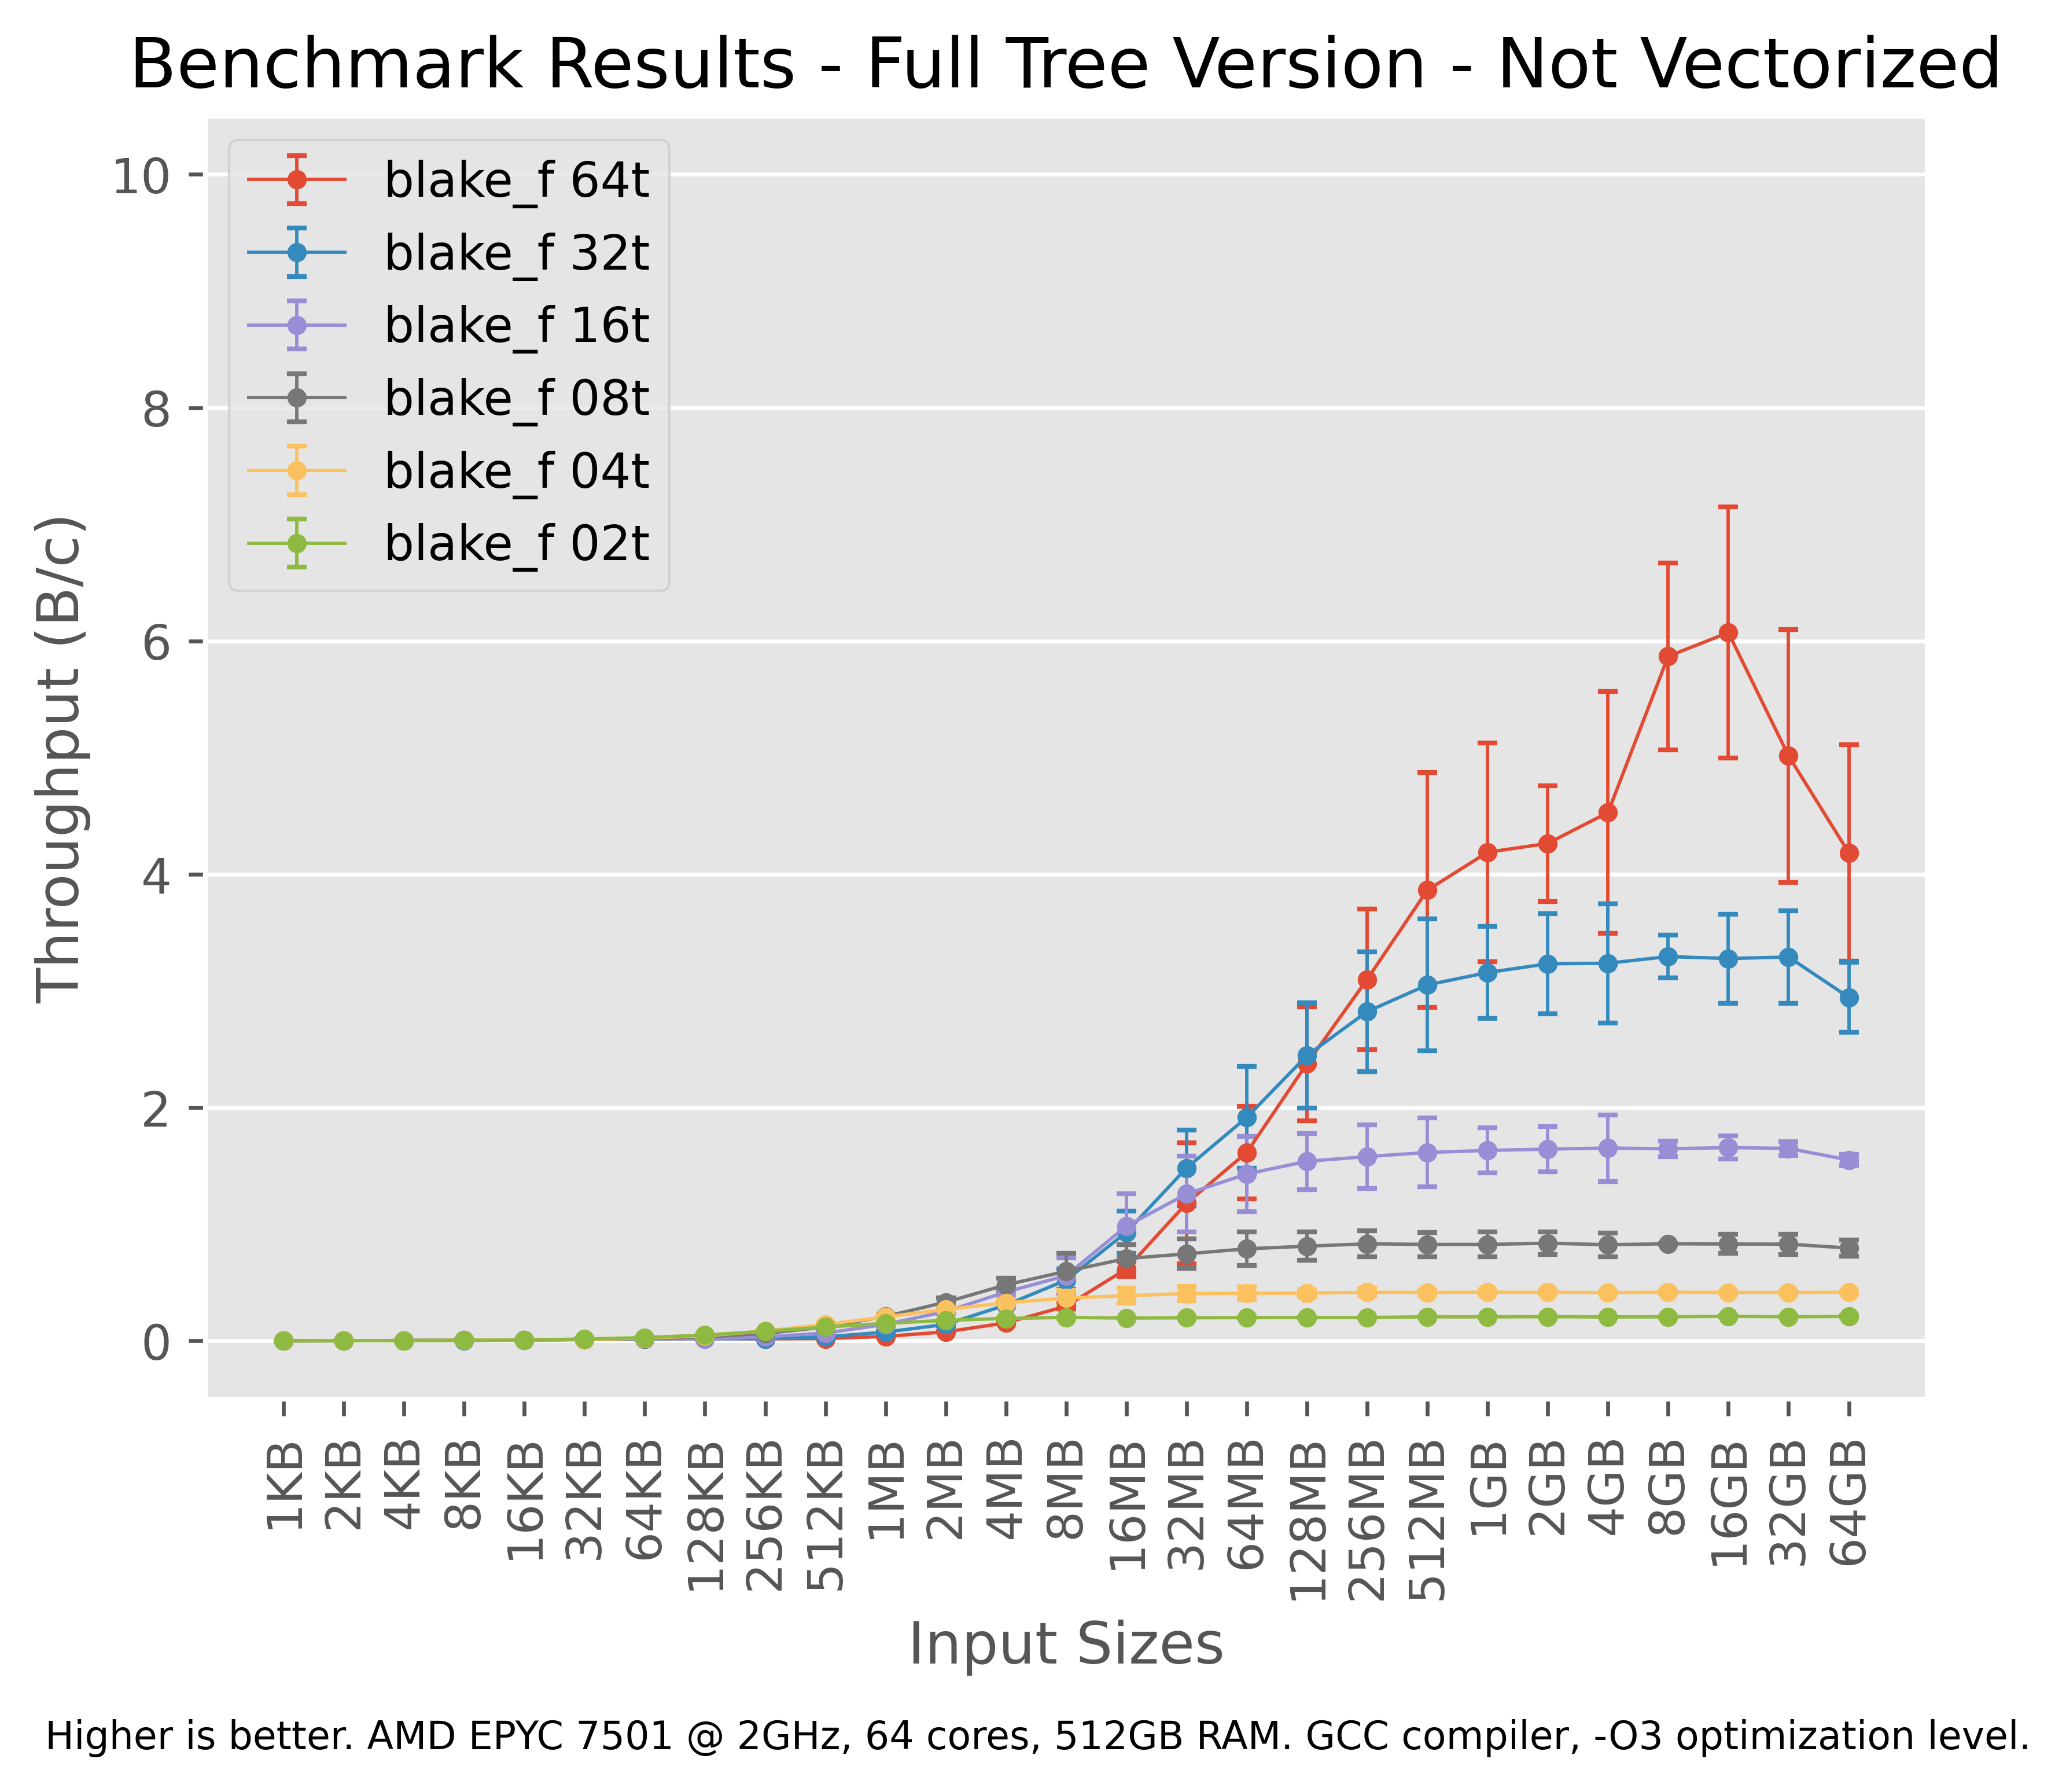 Benchmark Results - Full Tree Version - Not Vectorized
blake_f 64t
blake_f 32t
blake_f 16t
blake_f 08t
blake_f 04t
blake_f 02t
Throughput (B/c)
10
8
6
4
2
0
1KB
2KB
4KB
8KB
16KB
32KB
64KB
128KB
256KB
512KB
1MB
2MB
4MB
8MB
16MB
32MB
64MB
128MB
256MB
512MB
1GB
2GB
4GB
8GB
16GB
32GB
64GB
Input Sizes
Higher is better. AMD EPYC 7501 @ 2GHz, 64 cores, 512GB RAM. GCC compiler, -O3 optimization level.